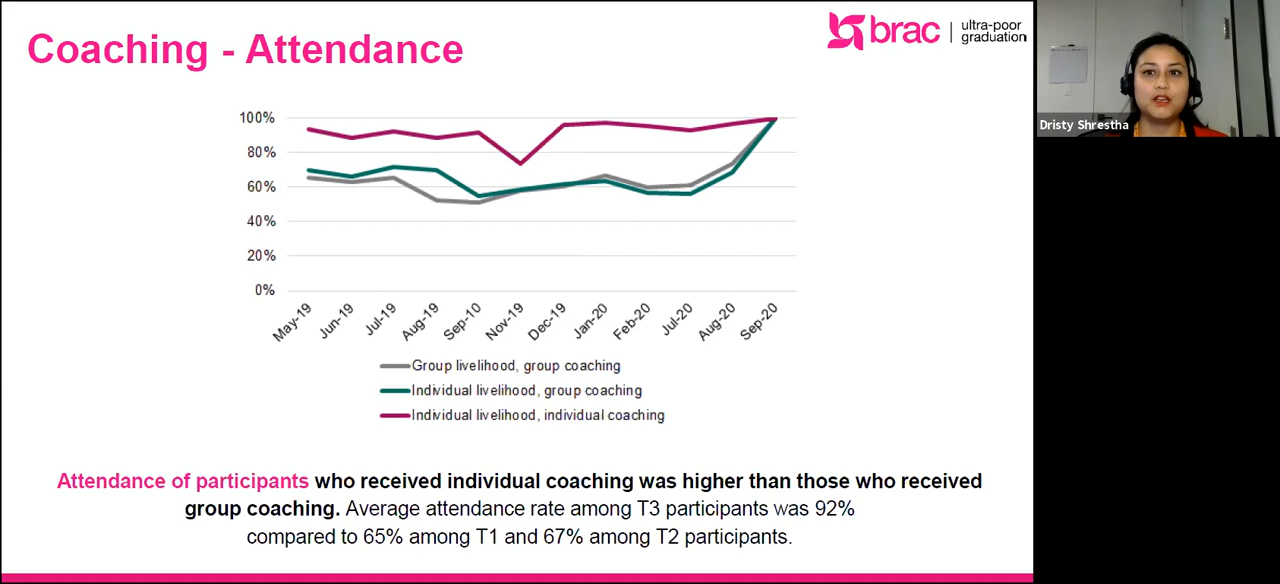 Coaching - Attendance
brac | ultra-poor graduation
Dristy Shrestha
100%
80%
60%
40%
20%
0%
May-19
Jun-19
Jul-19
Aug-19
Sep-10
Nov-19
Dec-19
Jan-20
Feb-20
Jul-20
Aug-20
Sep-20
Group livelihood, group coaching
Individual livelihood, group coaching
Individual livelihood, individual coaching
Attendance of participants who received individual coaching was higher than those who received
group coaching. Average attendance rate among T3 participants was 92%
compared to 65% among T1 and 67% among T2 participants.